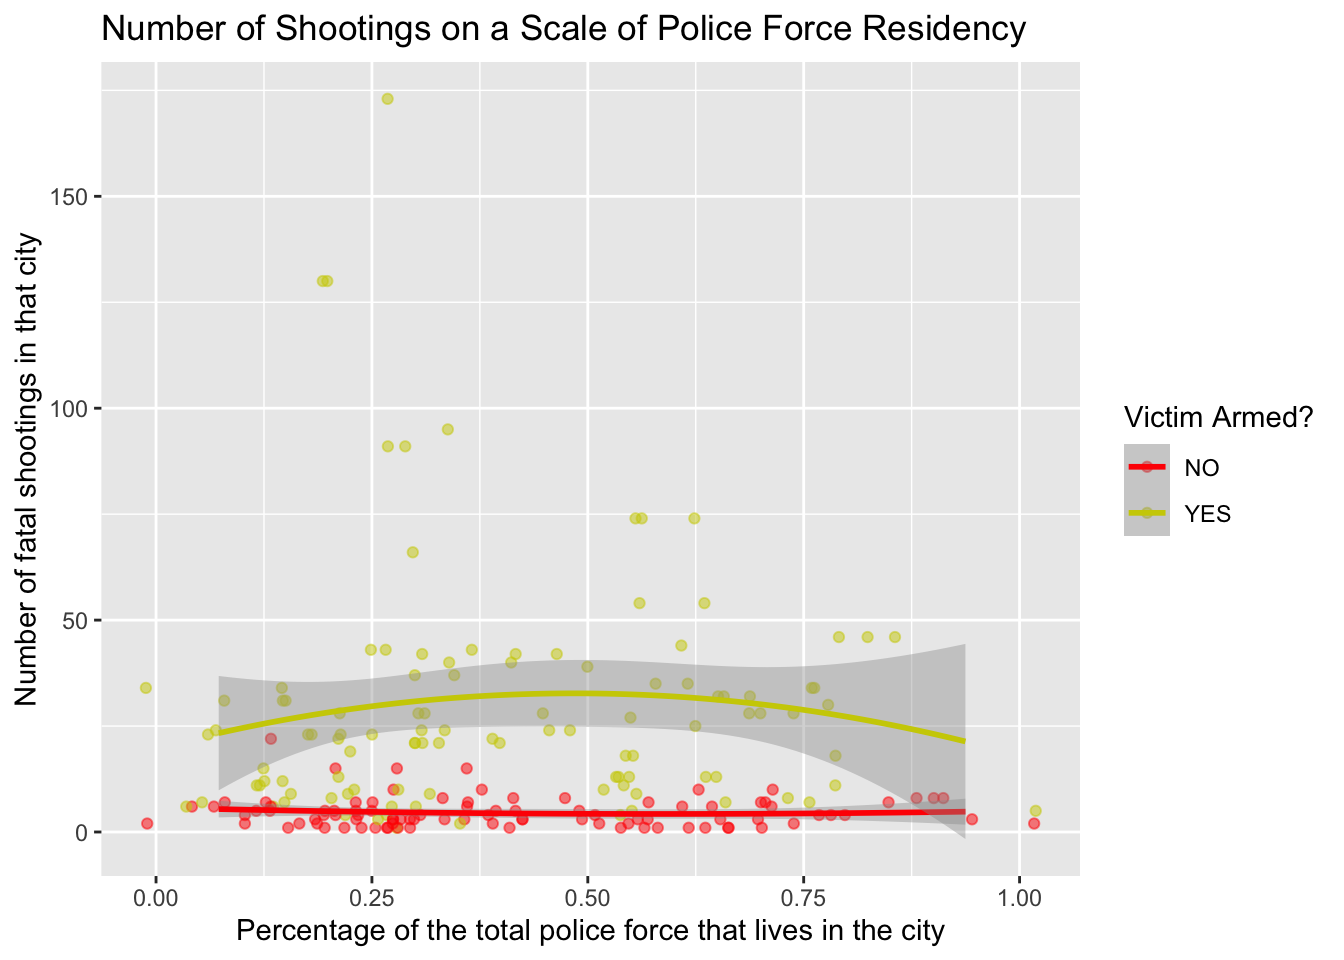 Number of Shootings on a Scale of Police Force Residency
Number of fatal shootings in that city
150
100
50
0
0.00 0.25 0.50 0.75 1.00
Percentage of the total police force that lives in the city
Victim Armed?
NO
YES